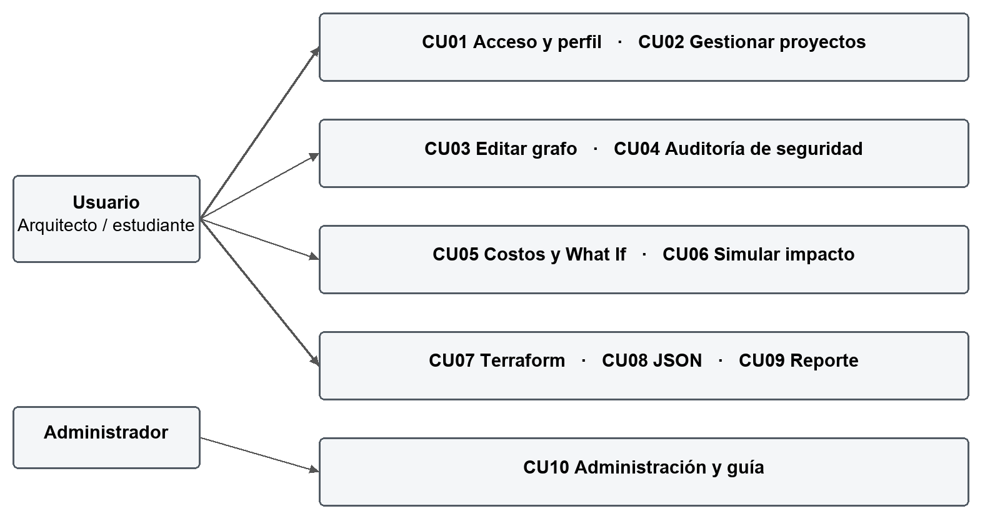 CU01 Acceso y perfil · CU02 Gestionar proyectos
CU03 Editar grafo · CU04 Auditoría de seguridad
Usuario
Arquitecto / estudiante
CU05 Costos y What If · CU06 Simular impacto
CU07 Terraform · CU08 JSON · CU09 Reporte
Administrador
CU10 Administración y guía